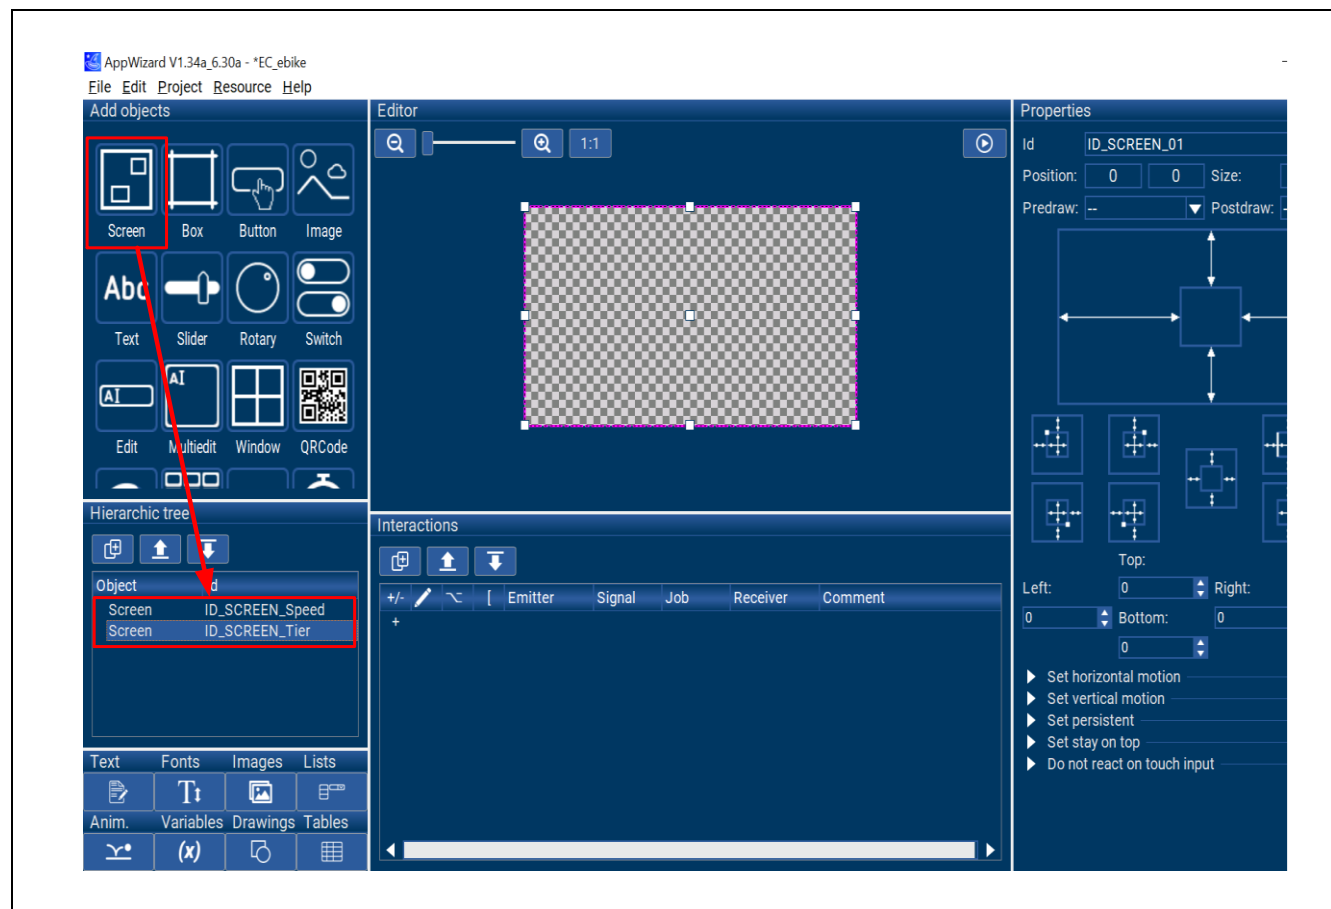 AppWizard V1.34a_6.30a - *EC_ebike
File Edit Project Resource Help
Add objects
Screen Box Button Image
Abc
Text Slider Rotary Switch
AI
AI
Edit Multiedit Window QRCode
Hierarchic tree
Object Id
Screen ID_SCREEN_Speed
Screen ID_SCREEN_Tier
Text Fonts Images Lists
Anim. Variables Drawings Tables
(x)
Editor
1:1
Interactions
+/- [ Emitter Signal Job Receiver Comment
+
Properties
Id ID_SCREEN_01
Position: 0 0 Size:
Predraw: -- Postdraw: -
Top:
Left: 0 Right:
0 Bottom: 0
0
Set horizontal motion
Set vertical motion
Set persistent
Set stay on top
Do not react on touch input